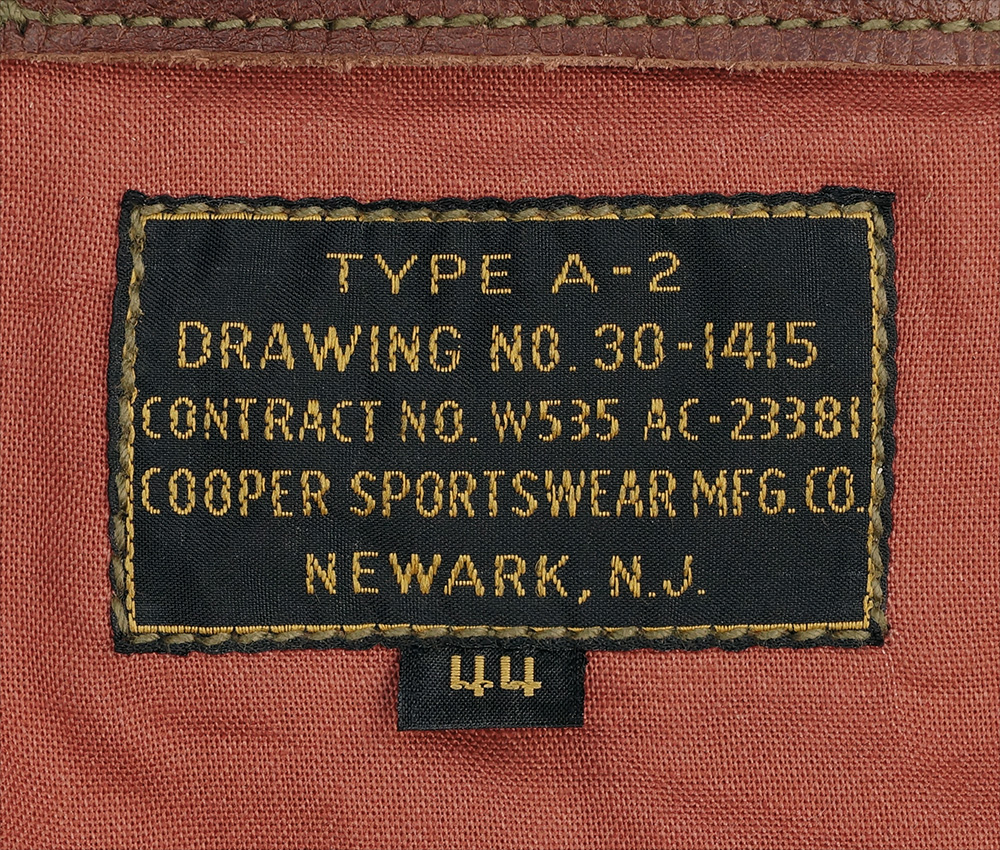 TYPE A-2
DRAWING NO. 30-1415
CONTRACT NO. W535 AC-23381
COOPER SPORTSWEAR MFG. CO.
NEWARK, N.J.
44